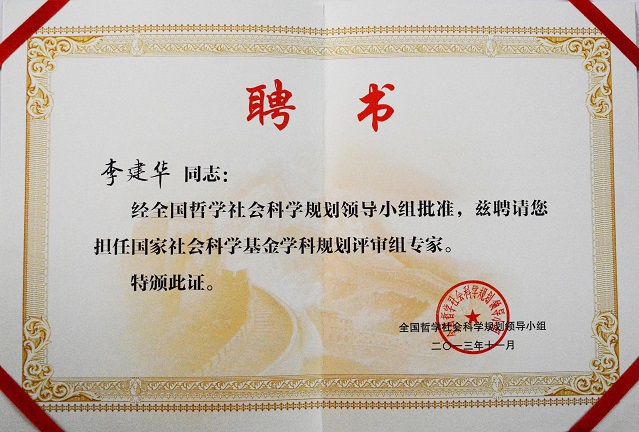 聘书
李建华 同志：
经全国哲学社会科学规划领导小组批准，兹聘请您
担任国家社会科学基金学科规划评审组专家。
特颁此证。
全国哲学社会科学规划领导小组
二〇一三年十一月